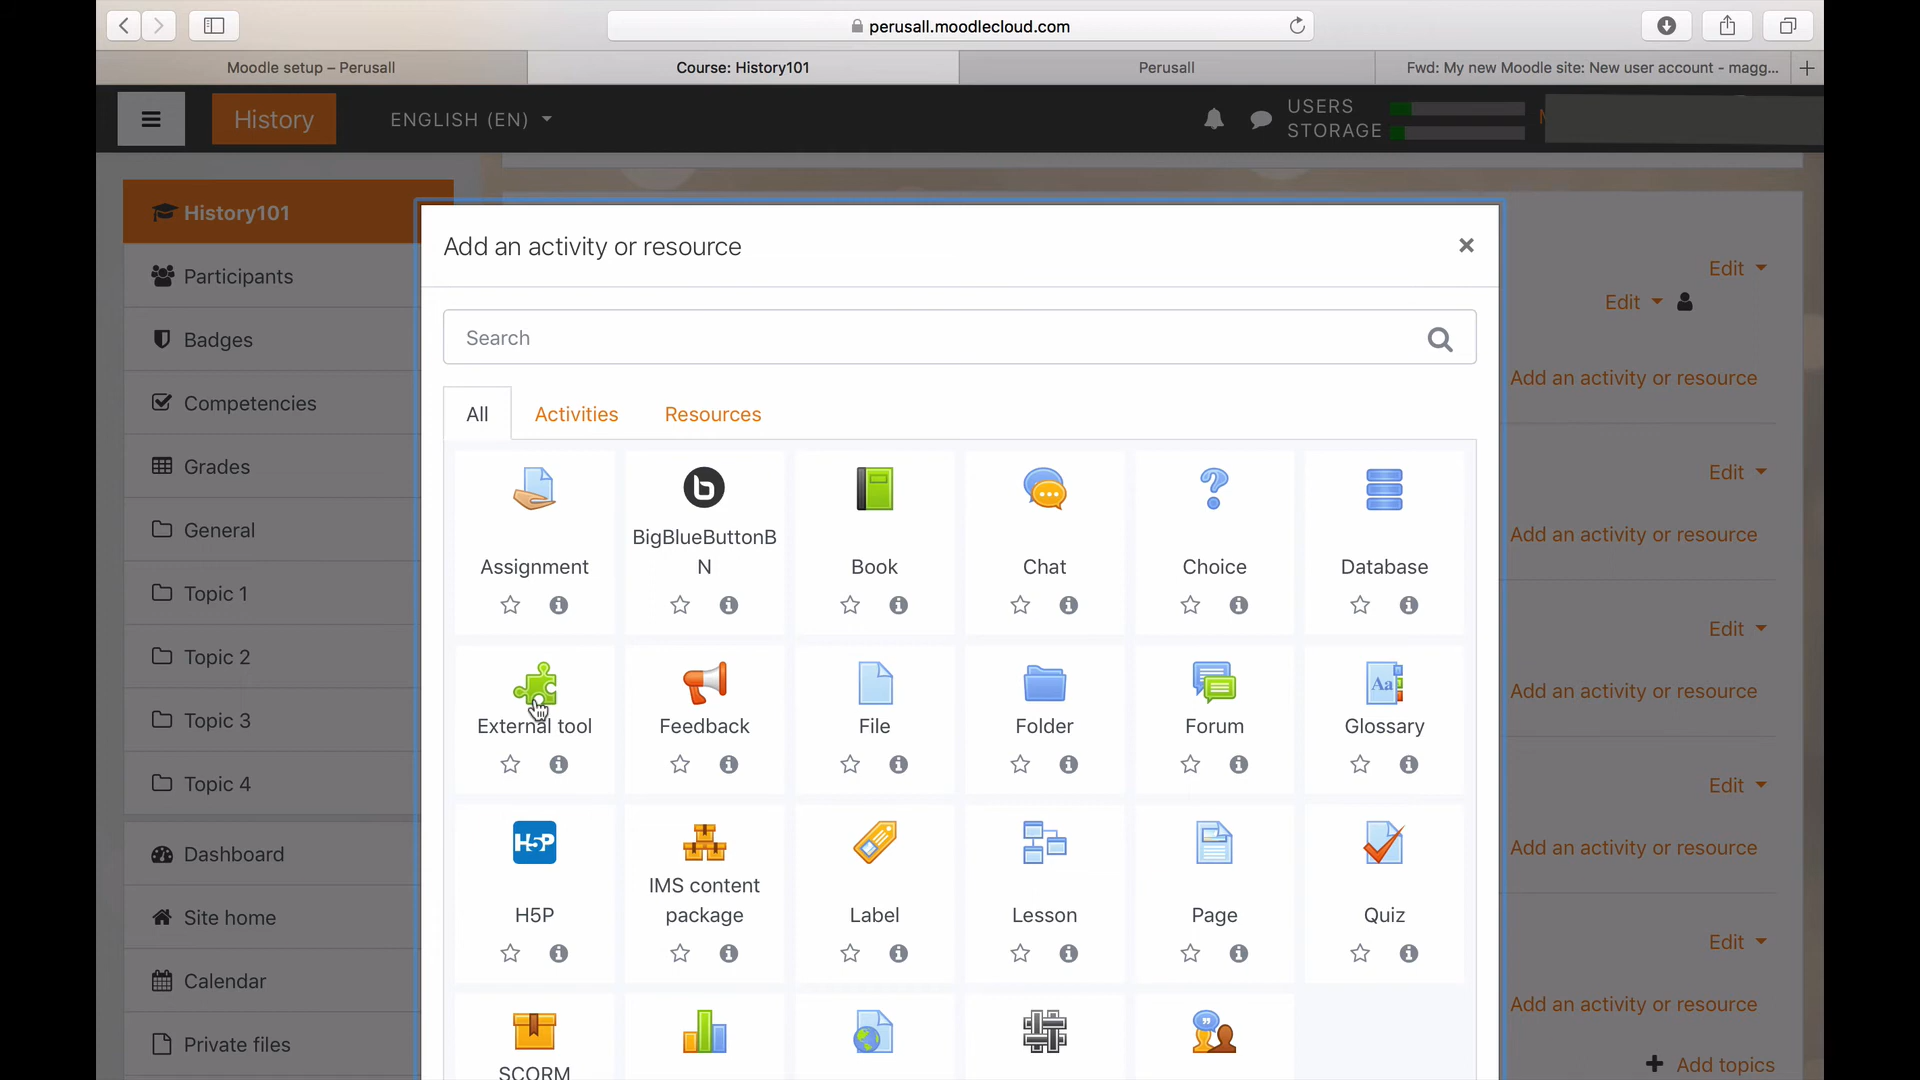 perusall.moodlecloud.com
Moodle setup – Perusall
Course: History101
Perusall
Fwd: My new Moodle site: New user account - magg...
History
ENGLISH (EN)
USERS
STORAGE
History101
Participants
Badges
Competencies
Grades
General
Topic 1
Topic 2
Topic 3
Topic 4
Dashboard
Site home
Calendar
Private files
Add an activity or resource
Search
All
Activities
Resources
Assignment
BigBlueButtonB
N
Book
Chat
Choice
Database
External tool
Feedback
File
Folder
Forum
Aa
Glossary
H5P
H5P
IMS content
package
Label
Lesson
Page
Quiz
SCORM
Edit
Edit
Add an activity or resource
Edit
Add an activity or resource
Edit
Add an activity or resource
Edit
Add an activity or resource
Edit
Add an activity or resource
Add topics